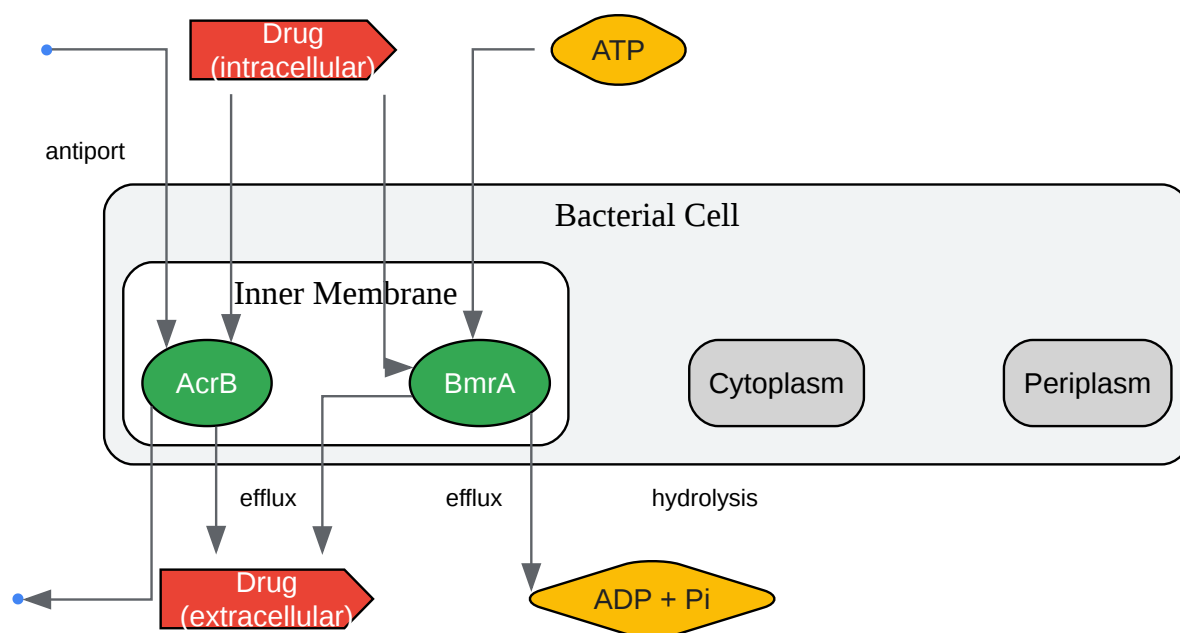 Drug
(intracellular)
ATP
antiport
Bacterial Cell
Inner Membrane
AcrB
BmrA
Cytoplasm
Periplasm
efflux
efflux
hydrolysis
Drug
(extracellular)
ADP + Pi